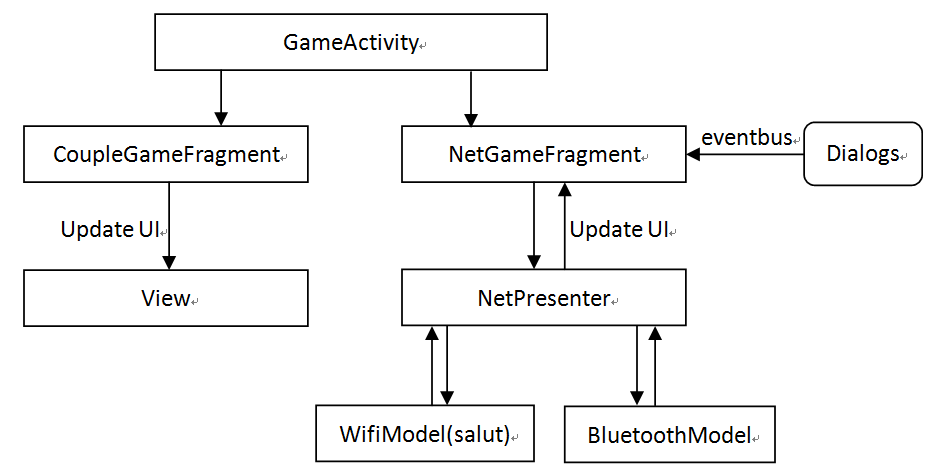 GameActivity
CoupleGameFragment
NetGameFragment
eventbus
Dialogs
Update UI
Update UI
View
NetPresenter
WifiModel(salut)
BluetoothModel